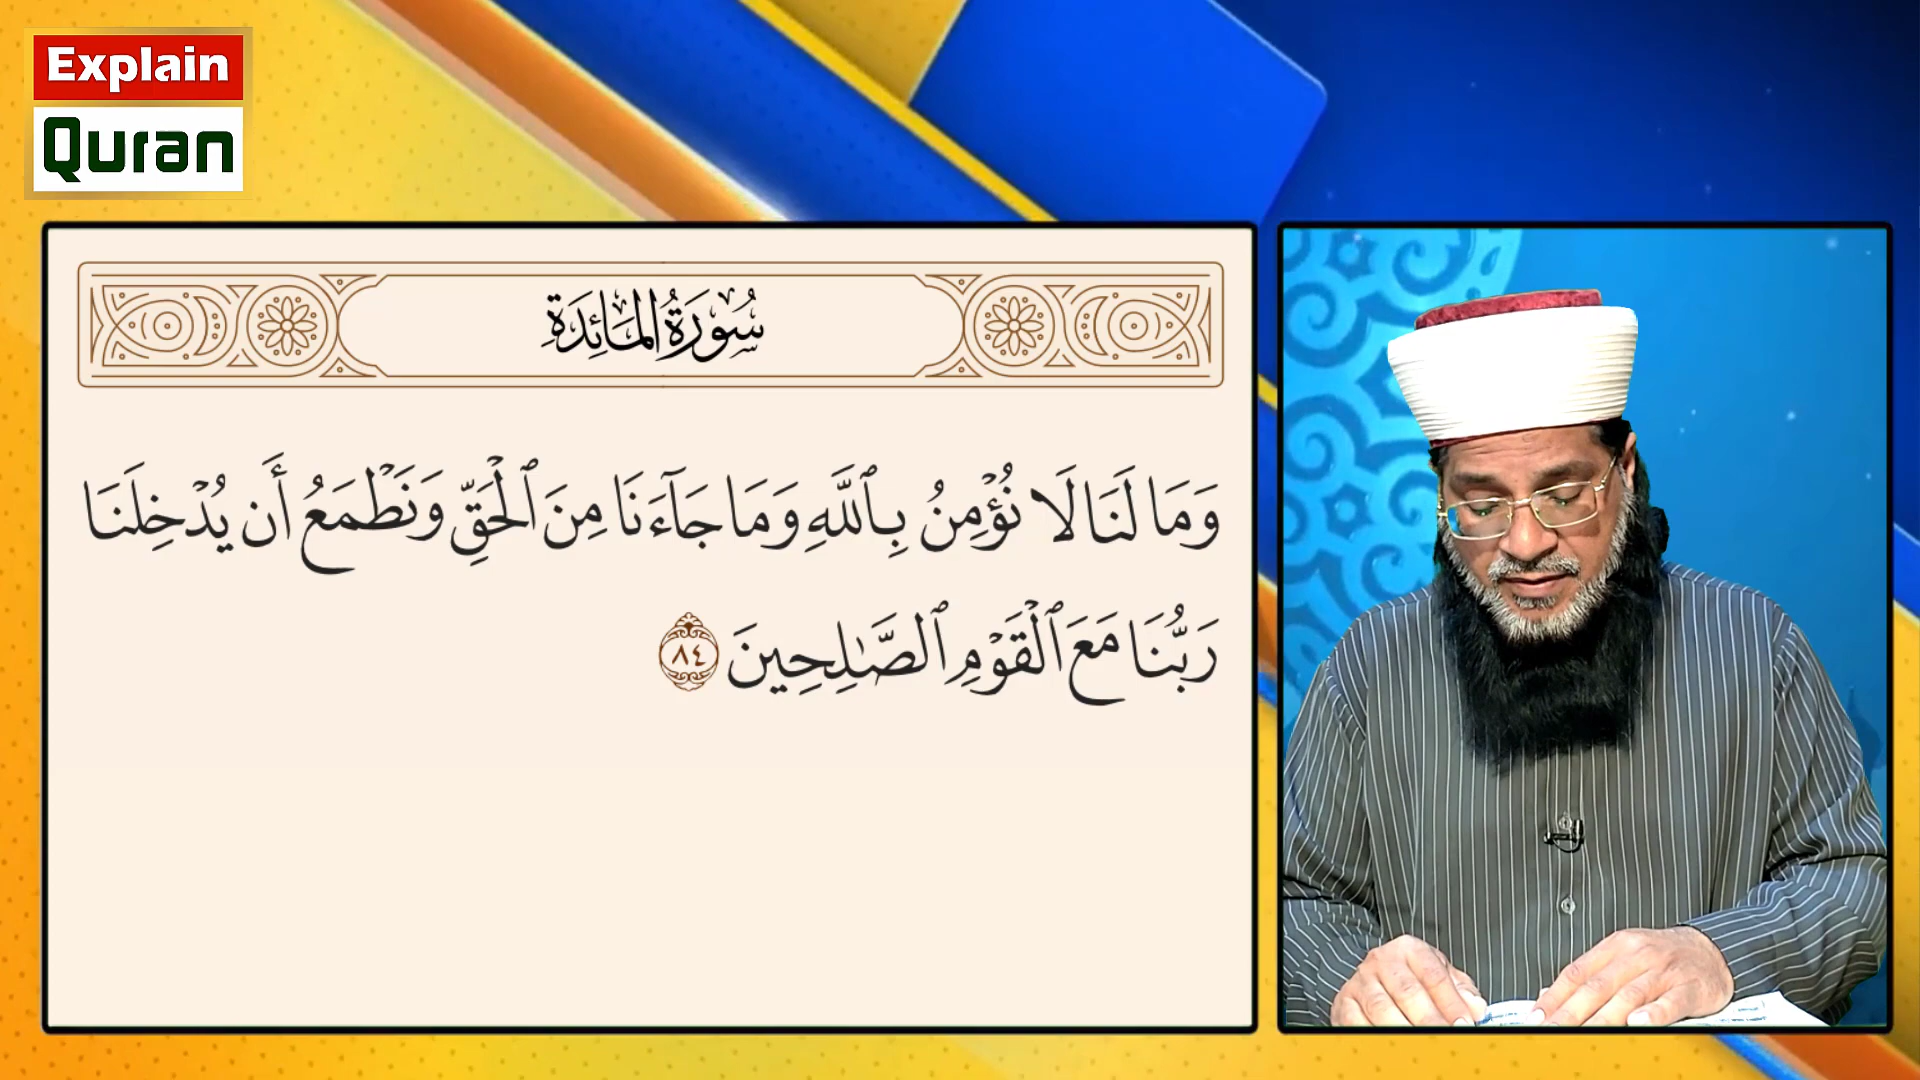 Explain
Quran
سُورَةُ المَائِدَةِ
وَمَا لَنَا لَا نُؤْمِنُ بِٱللَّهِ وَمَا جَآءَنَا مِنَ ٱلْحَقِّ وَنَطْمَعُ أَن يُدْخِلَنَا
رَبُّنَا مَعَ ٱلْقَوْمِ ٱلصَّـٰلِحِينَ ٨٤